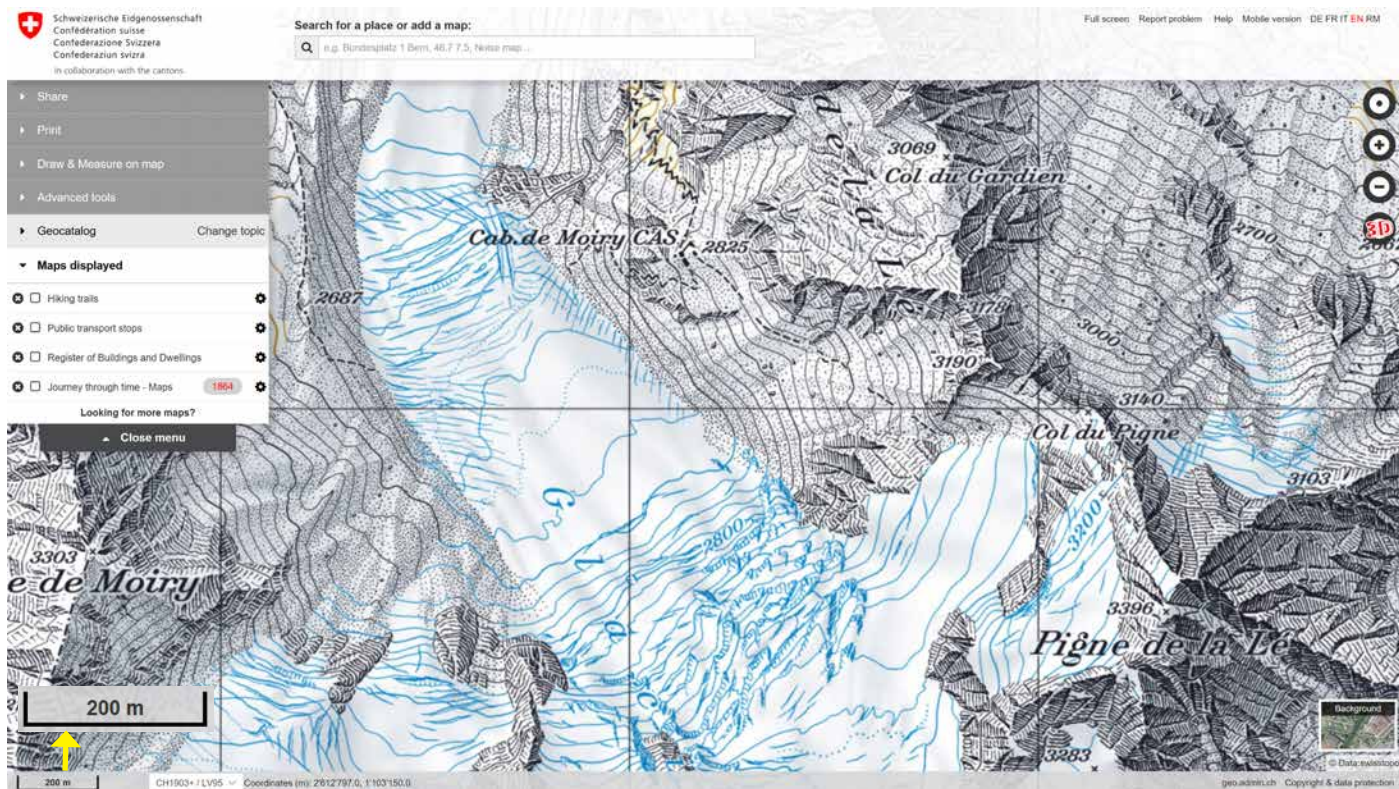 Schweizerische Eidgenossenschaft
Confédération suisse
Confederazione Svizzera
Confederaziun svizra
In collaboration with the cantons
Search for a place or add a map:
e.g. Bundesplatz 1 Bern, 46.7 7.5, Noise map...
Full screen Report problem Help Mobile version DE FR IT EN RM
Share
Print
Draw & Measure on map
Advanced tools
Geocatalog Change topic
Maps displayed
Hiking trails
Public transport stops
Register of Buildings and Dwellings
Journey through time - Maps 1864
Looking for more maps?
Close menu
3D
3069
Col du Gardien
de la L
Cab. de Moiry CAS
2825
2700
2687
3178
3000
3190
3140
Col du Pigne
3103
G l a c
2800
3200
3303
e de Moiry
3396
Pigne de la Lé
3283
200 m
Background
© Data:swisstopo
200 m
CH1903+ / LV95 Coordinates (m): 2'612'797.0, 1'103'150.0
geo.admin.ch Copyright & data protection